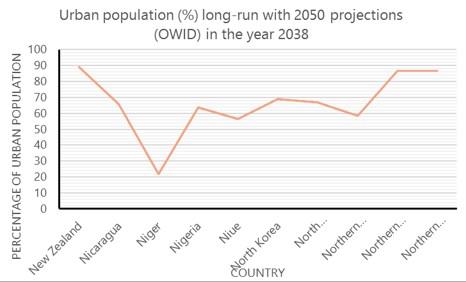 Urban population (%) long-run with 2050 projections
(OWID) in the year 2038
PERCENTAGE OF URBAN POPULATION
100
90
80
70
60
50
40
30
20
10
0
New Zealand
Nicaragua
Niger
Nigeria
Niue
North Korea
North...
Northern...
Northern...
Northern...
COUNTRY